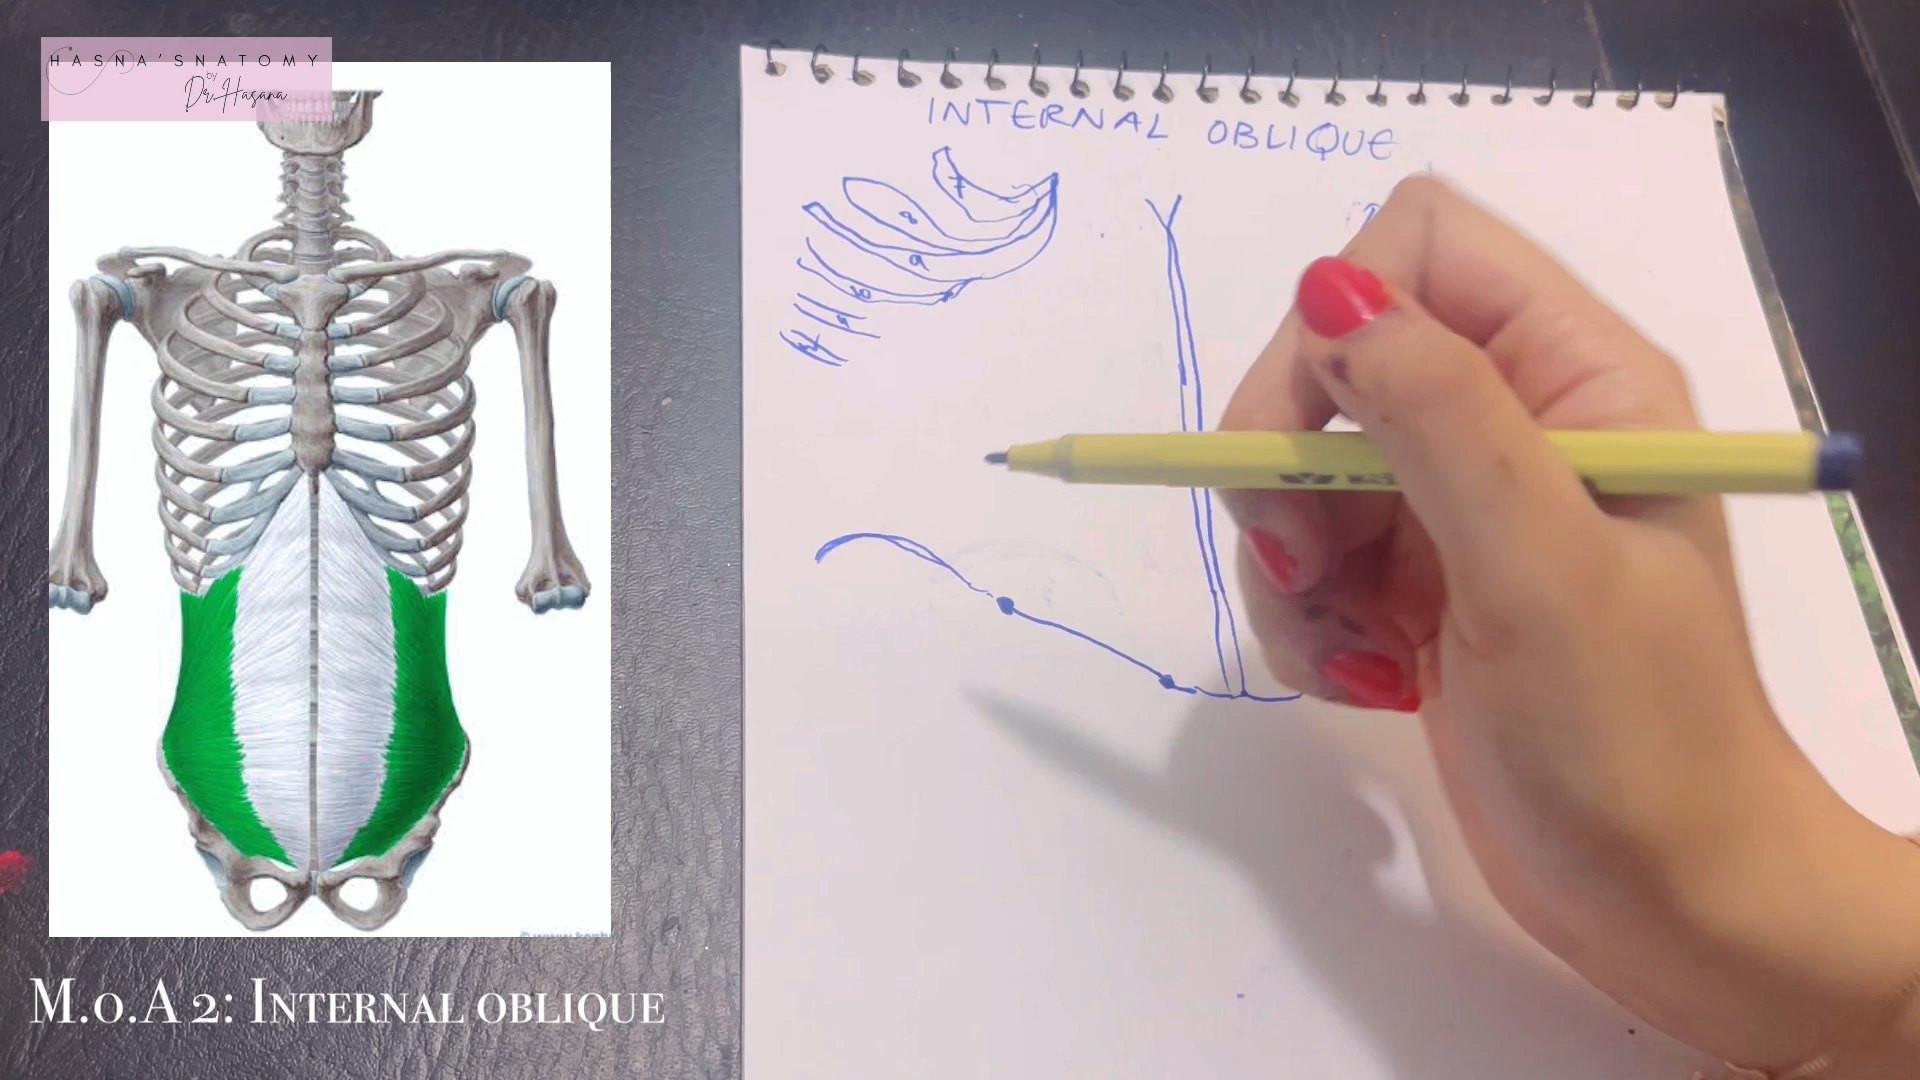 HASNA'SNATOMY
by
Dr.Hasana
INTERNAL OBLIQUE
7
8
9
10
M.O.A 2: INTERNAL OBLIQUE